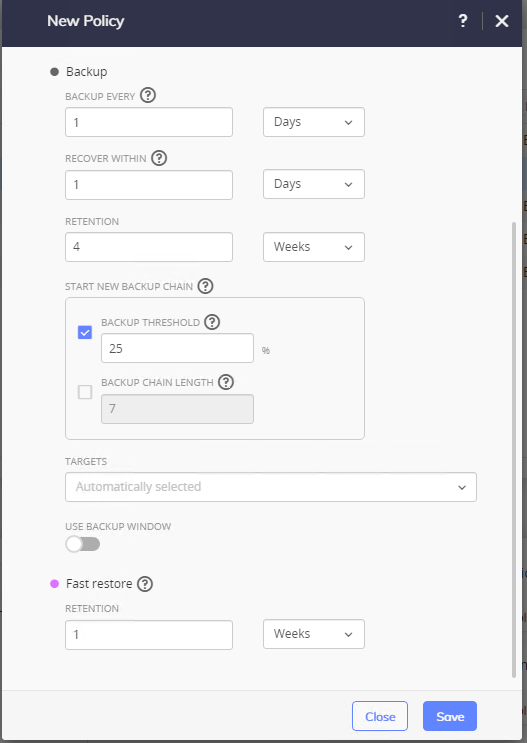 New Policy ?
Backup
BACKUP EVERY ?
1 Days
RECOVER WITHIN ?
1 Days
RETENTION
4 Weeks
START NEW BACKUP CHAIN ?
BACKUP THRESHOLD ?
25 %
BACKUP CHAIN LENGTH ?
7
TARGETS
Automatically selected
USE BACKUP WINDOW
Fast restore ?
RETENTION
1 Weeks
Close Save